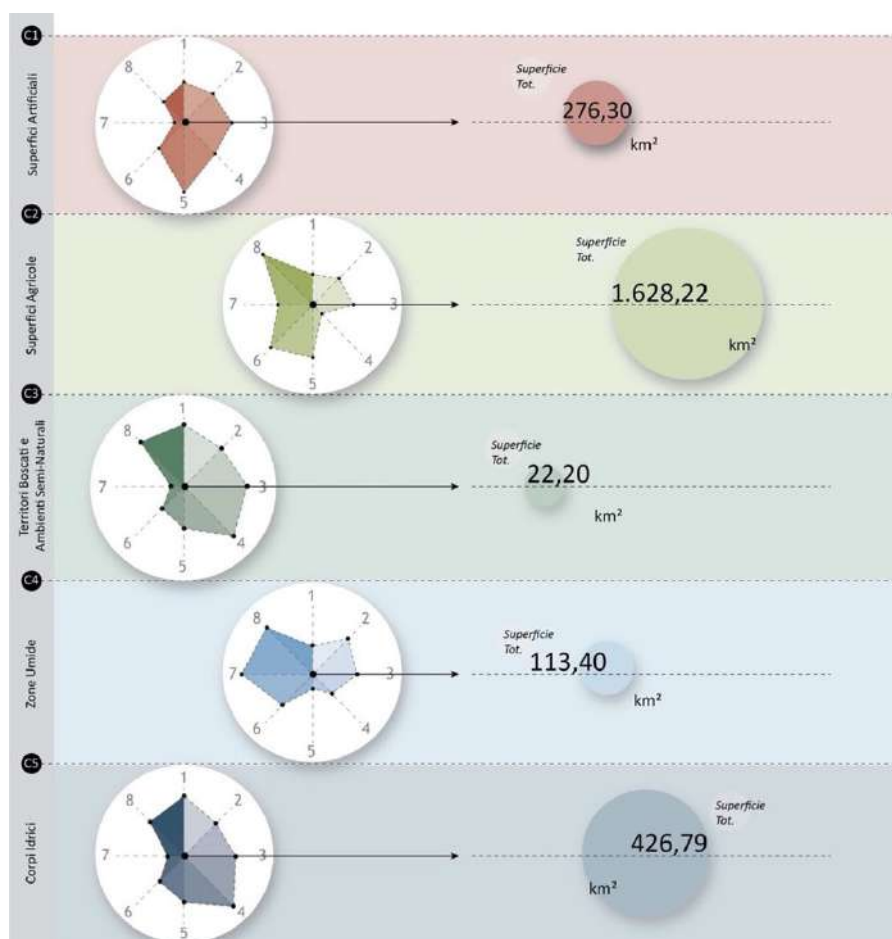 C1
Superfici Artificiali
1
2
3
4
5
6
7
8
Superficie
Tot.
276,30
km²
C2
Superfici Agricole
1
2
3
4
5
6
7
8
Superficie
Tot.
1.628,22
km²
C3
Territori Boscati e
Ambienti Semi-Naturali
1
2
3
4
5
6
7
8
Superficie
Tot.
22,20
km²
C4
Zone Umide
1
2
3
4
5
6
7
8
Superficie
Tot.
113,40
km²
C5
Corpi Idrici
1
2
3
4
5
6
7
8
Superficie
Tot.
426,79
km²